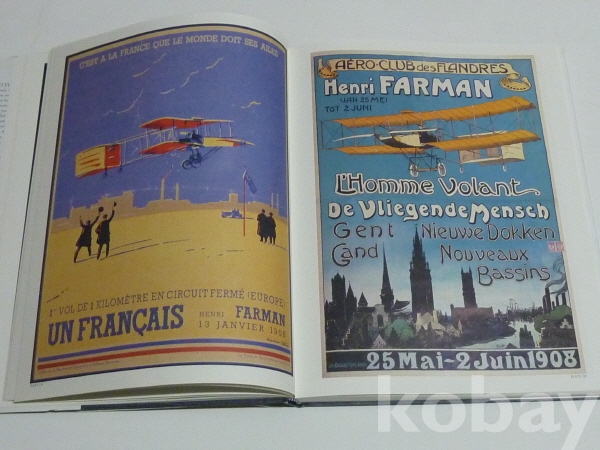 C'EST A LA FRANCE QUE LE MONDE DOIT SES AILES
1er VOL DE 1 KILOMÈTRE EN CIRCUIT FERMÉ (EUROPE)
UN FRANÇAIS
HENRI FARMAN
13 JANVIER 1908
AÉRO-CLUB des FLANDRES
Henri FARMAN
VAN 25 MEI
TOT 2 JUNI
L'Homme Volant
De Vliegende Mensch
Gent Nieuwe Dokken
Gand Nouveaux
Bassins
25 Mai-2 Juin 1908
kobay